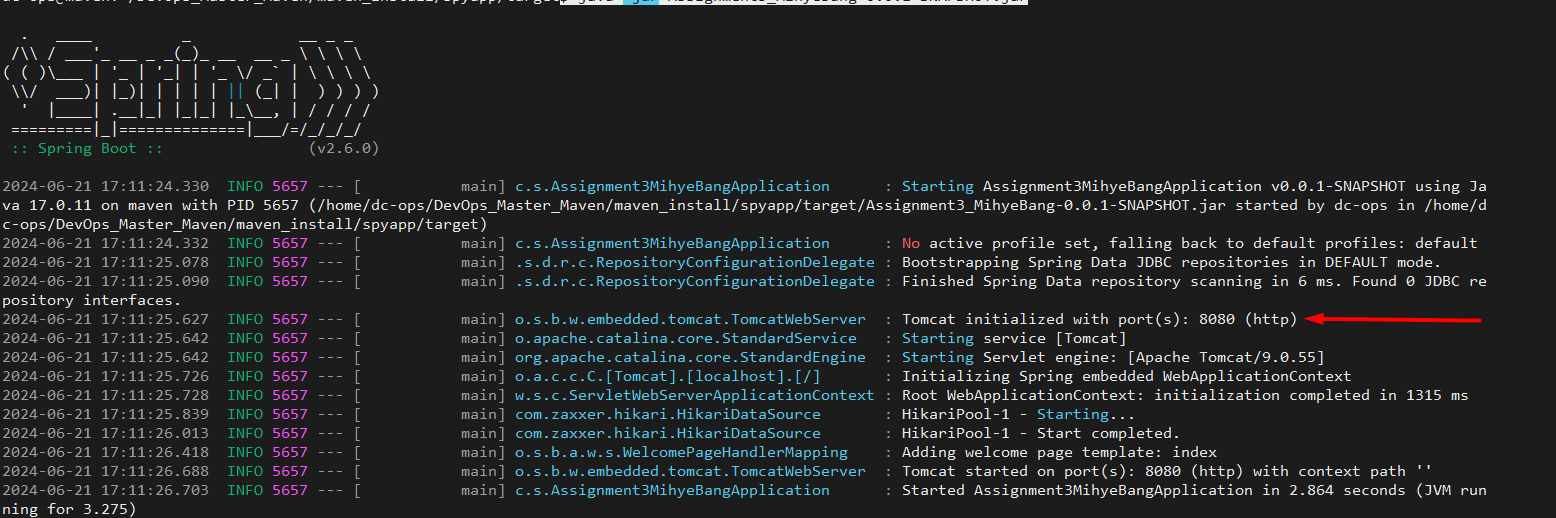 .   ____          _            __ _ _
 /\\ / ___'_ __ _ _(_)_ __  __ _ \ \ \ \
( ( )\___ | '_ | '_| | '_ \/ _` | \ \ \ \
 \\/  ___)| |_)| | | | | || (_| |  ) ) ) )
  '  |____| .__|_| |_|_| |_\__, | / / / /
 =========|_|==============|___/=/_/_/_/
 :: Spring Boot ::                (v2.6.0)
2024-06-21 17:11:24.330  INFO 5657 --- [           main] c.s.Assignment3MihyeBangApplication      : Starting Assignment3MihyeBangApplication v0.0.1-SNAPSHOT using Ja
va 17.0.11 on maven with PID 5657 (/home/dc-ops/DevOps_Master_Maven/maven_install/spyapp/target/Assignment3_MihyeBang-0.0.1-SNAPSHOT.jar started by dc-ops in /home/d
c-ops/DevOps_Master_Maven/maven_install/spyapp/target)
2024-06-21 17:11:24.332  INFO 5657 --- [           main] c.s.Assignment3MihyeBangApplication      : No active profile set, falling back to default profiles: default
2024-06-21 17:11:25.078  INFO 5657 --- [           main] .s.d.r.c.RepositoryConfigurationDelegate : Bootstrapping Spring Data JDBC repositories in DEFAULT mode.
2024-06-21 17:11:25.090  INFO 5657 --- [           main] .s.d.r.c.RepositoryConfigurationDelegate : Finished Spring Data repository scanning in 6 ms. Found 0 JDBC re
pository interfaces.
2024-06-21 17:11:25.627  INFO 5657 --- [           main] o.s.b.w.embedded.tomcat.TomcatWebServer  : Tomcat initialized with port(s): 8080 (http)
2024-06-21 17:11:25.642  INFO 5657 --- [           main] o.apache.catalina.core.StandardService   : Starting service [Tomcat]
2024-06-21 17:11:25.642  INFO 5657 --- [           main] org.apache.catalina.core.StandardEngine  : Starting Servlet engine: [Apache Tomcat/9.0.55]
2024-06-21 17:11:25.726  INFO 5657 --- [           main] o.a.c.c.C.[Tomcat].[localhost].[/]       : Initializing Spring embedded WebApplicationContext
2024-06-21 17:11:25.728  INFO 5657 --- [           main] w.s.c.ServletWebServerApplicationContext : Root WebApplicationContext: initialization completed in 1315 ms
2024-06-21 17:11:25.839  INFO 5657 --- [           main] com.zaxxer.hikari.HikariDataSource       : HikariPool-1 - Starting...
2024-06-21 17:11:26.013  INFO 5657 --- [           main] com.zaxxer.hikari.HikariDataSource       : HikariPool-1 - Start completed.
2024-06-21 17:11:26.418  INFO 5657 --- [           main] o.s.b.a.w.s.WelcomePageHandlerMapping    : Adding welcome page template: index
2024-06-21 17:11:26.688  INFO 5657 --- [           main] o.s.b.w.embedded.tomcat.TomcatWebServer  : Tomcat started on port(s): 8080 (http) with context path ''
2024-06-21 17:11:26.703  INFO 5657 --- [           main] c.s.Assignment3MihyeBangApplication      : Started Assignment3MihyeBangApplication in 2.864 seconds (JVM run
ning for 3.275)